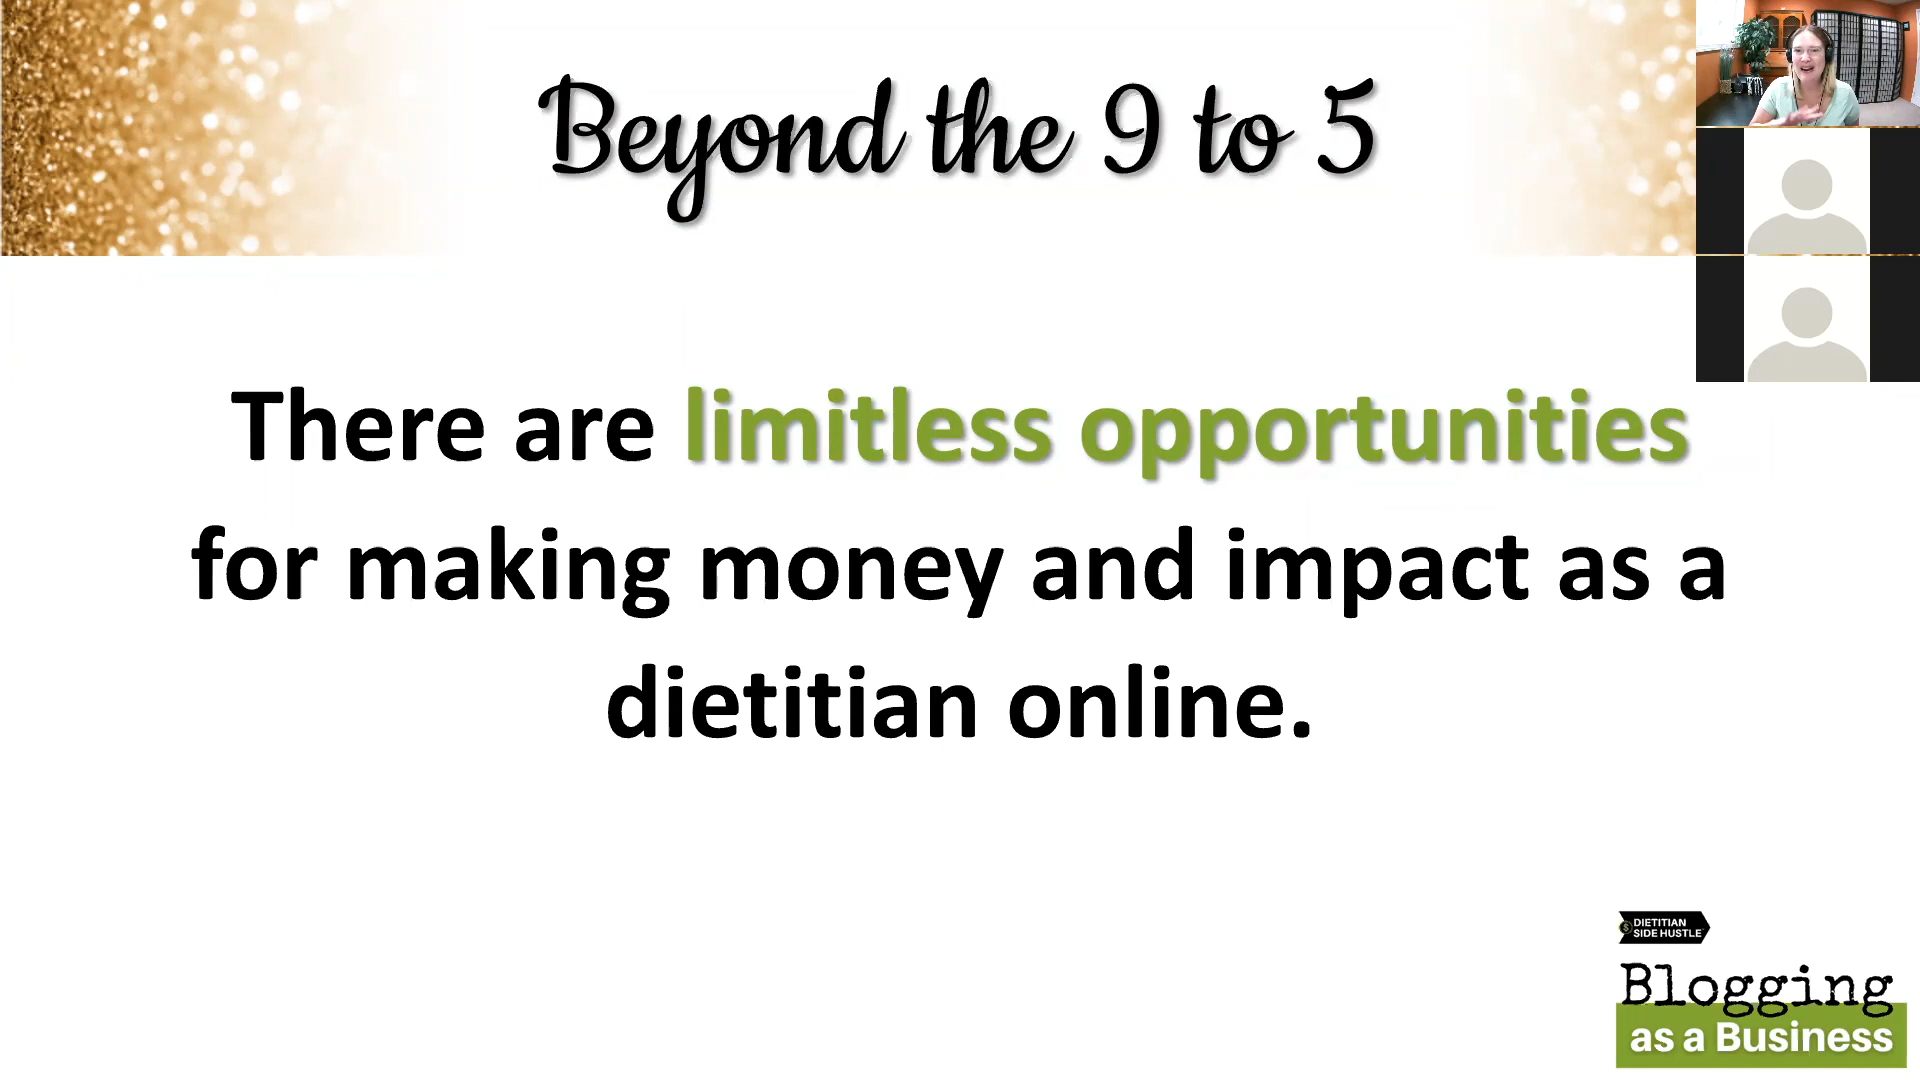 Beyond the 9 to 5
There are limitless opportunities
for making money and impact as a
dietitian online.
DIETITIAN
SIDE HUSTLE
Blogging
as a Business